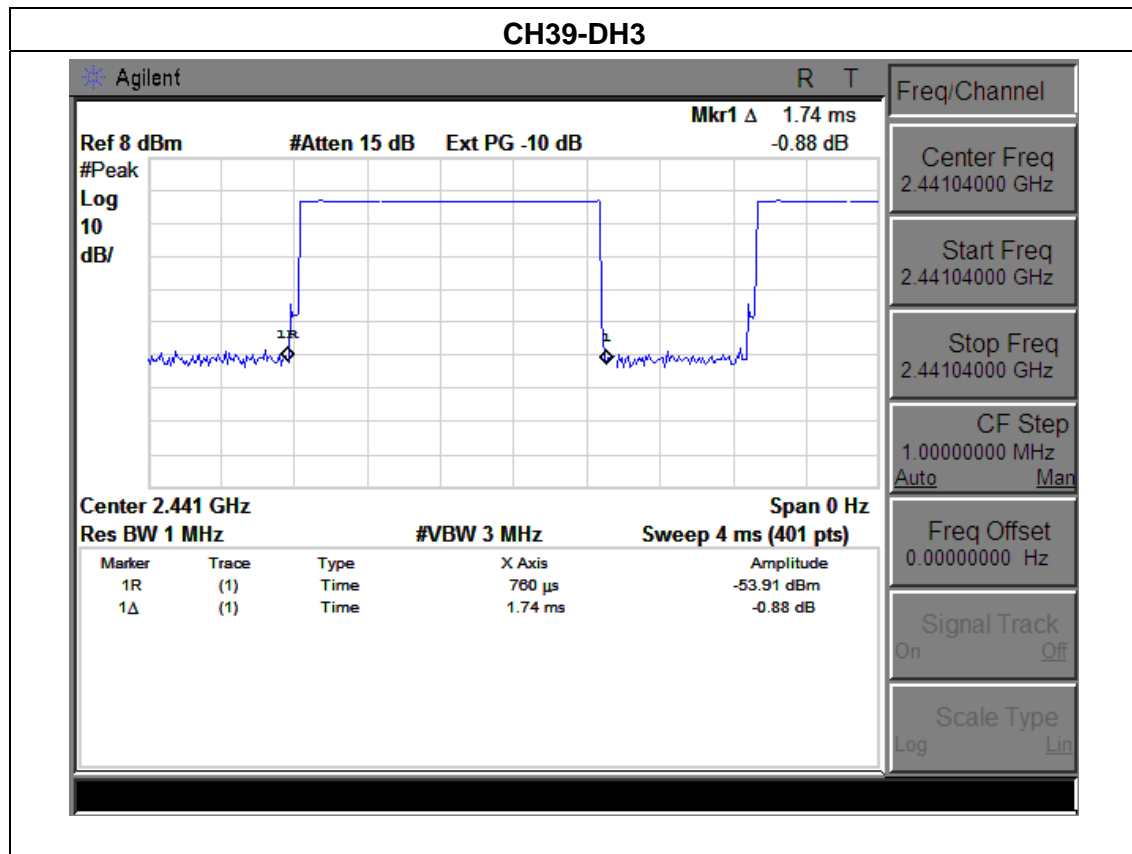 CH39-DH3
Agilent R T
Mkr1 Δ 1.74 ms
Ref 8 dBm #Atten 15 dB Ext PG -10 dB -0.88 dB
#Peak
Log
10
dB/
1R
1
Center 2.441 GHz Span 0 Hz
Res BW 1 MHz #VBW 3 MHz Sweep 4 ms (401 pts)
Marker Trace Type X Axis Amplitude
1R (1) Time 760 µs -53.91 dBm
1Δ (1) Time 1.74 ms -0.88 dB
Freq/Channel
Center Freq
2.44104000 GHz
Start Freq
2.44104000 GHz
Stop Freq
2.44104000 GHz
CF Step
1.00000000 MHz
Auto Man
Freq Offset
0.00000000 Hz
Signal Track
On Off
Scale Type
Log Lin